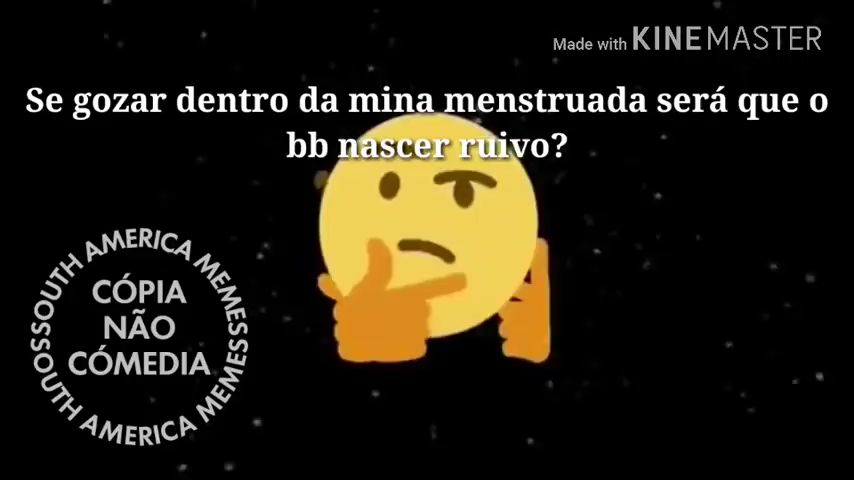 Made with KINEMASTER
Se gozar dentro da mina menstruada será que o
bb nascer ruivo?
SOUTH AMERICA MEMES
CÓPIA
NÃO
CÓMEDIA
SOUTH AMERICA MEMESSO